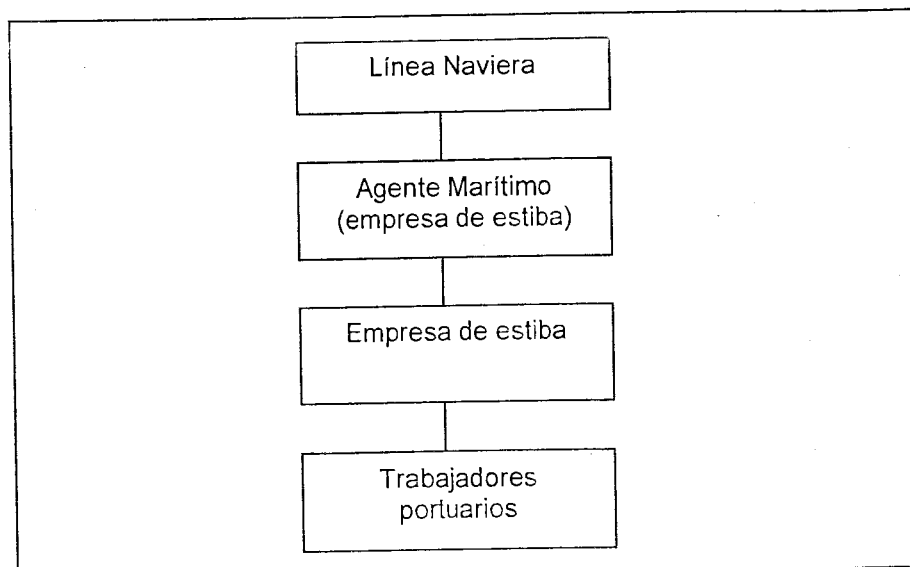 Línea Naviera
Agente Marítimo
(empresa de estiba)
Empresa de estiba
Trabajadores
portuarios